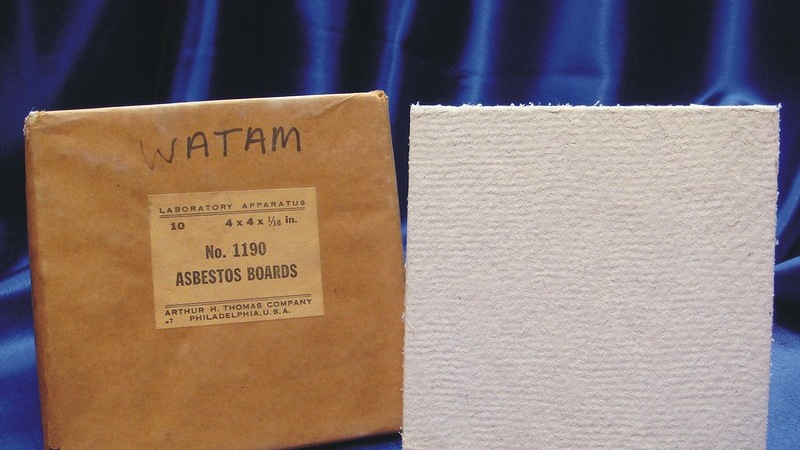 WATAM
LABORATORY APPARATUS
10 4 x 4 x 1/16 in.
No. 1190
ASBESTOS BOARDS
ARTHUR H. THOMAS COMPANY
PHILADELPHIA, U.S.A.